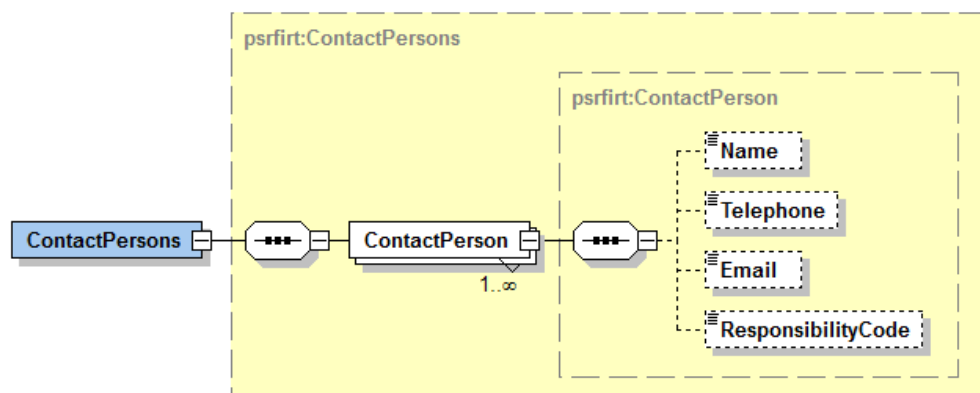 psrfirt:ContactPersons
psrfirt:ContactPerson
Name
Telephone
ContactPersons
ContactPerson
1..∞
Email
ResponsibilityCode